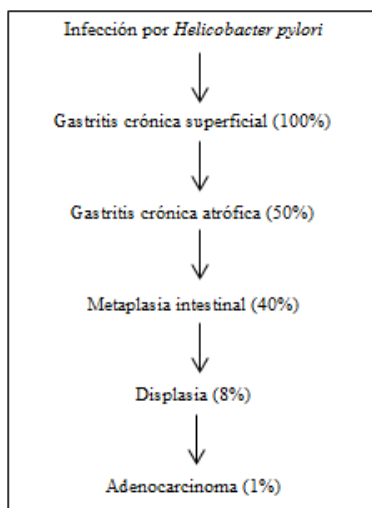 Infección por Helicobacter pylori
Gastritis crónica superficial (100%)
Gastritis crónica atrófica (50%)
Metaplasia intestinal (40%)
Displasia (8%)
Adenocarcinoma (1%)